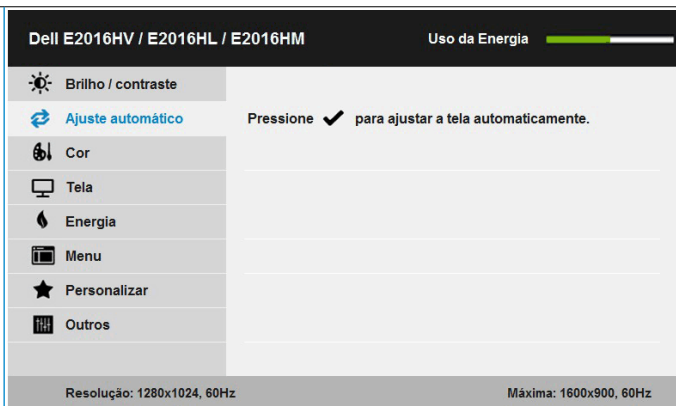 Dell E2016HV / E2016HL / E2016HM Uso da Energia
Brilho / contraste
Ajuste automático
Pressione ✓ para ajustar a tela automaticamente.
Cor
Tela
Energia
Menu
Personalizar
Outros
Resolução: 1280x1024, 60Hz Máxima: 1600x900, 60Hz